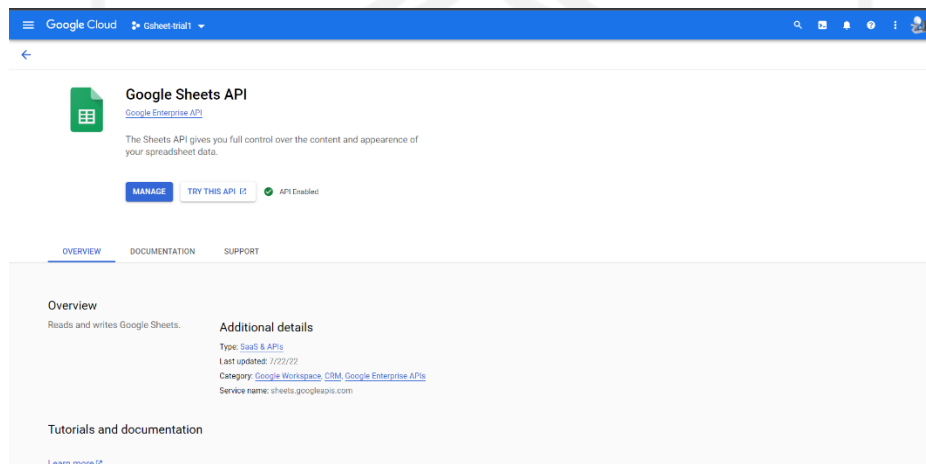 Google Cloud Gsheet-trial1
Google Sheets API
Google Enterprise API
The Sheets API gives you full control over the content and appearence of
your spreadsheet data.
MANAGE TRY THIS API API Enabled
OVERVIEW DOCUMENTATION SUPPORT
Overview
Reads and writes Google Sheets.
Additional details
Type: SaaS & APIs
Last updated: 7/22/22
Category: Google Workspace, CRM, Google Enterprise APIs
Service name: sheets.googleapis.com
Tutorials and documentation
Learn more